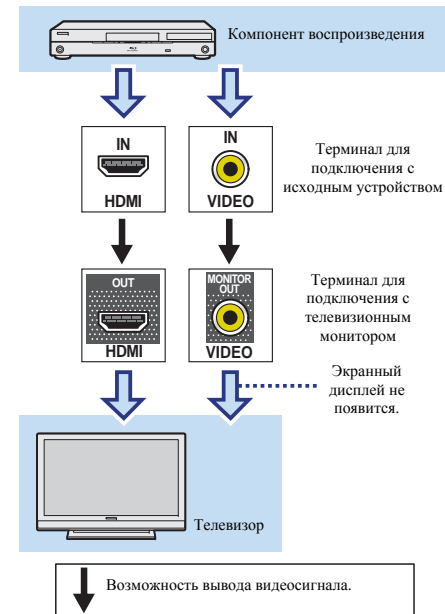 Компонент воспроизведения
IN
HDMI
IN
VIDEO
Терминал для
подключения с
исходным устройством
OUT
HDMI
MONITOR
OUT
VIDEO
Терминал для
подключения с
телевизионным
монитором
Экранный
дисплей не
появится.
Телевизор
Возможность вывода видеосигнала.